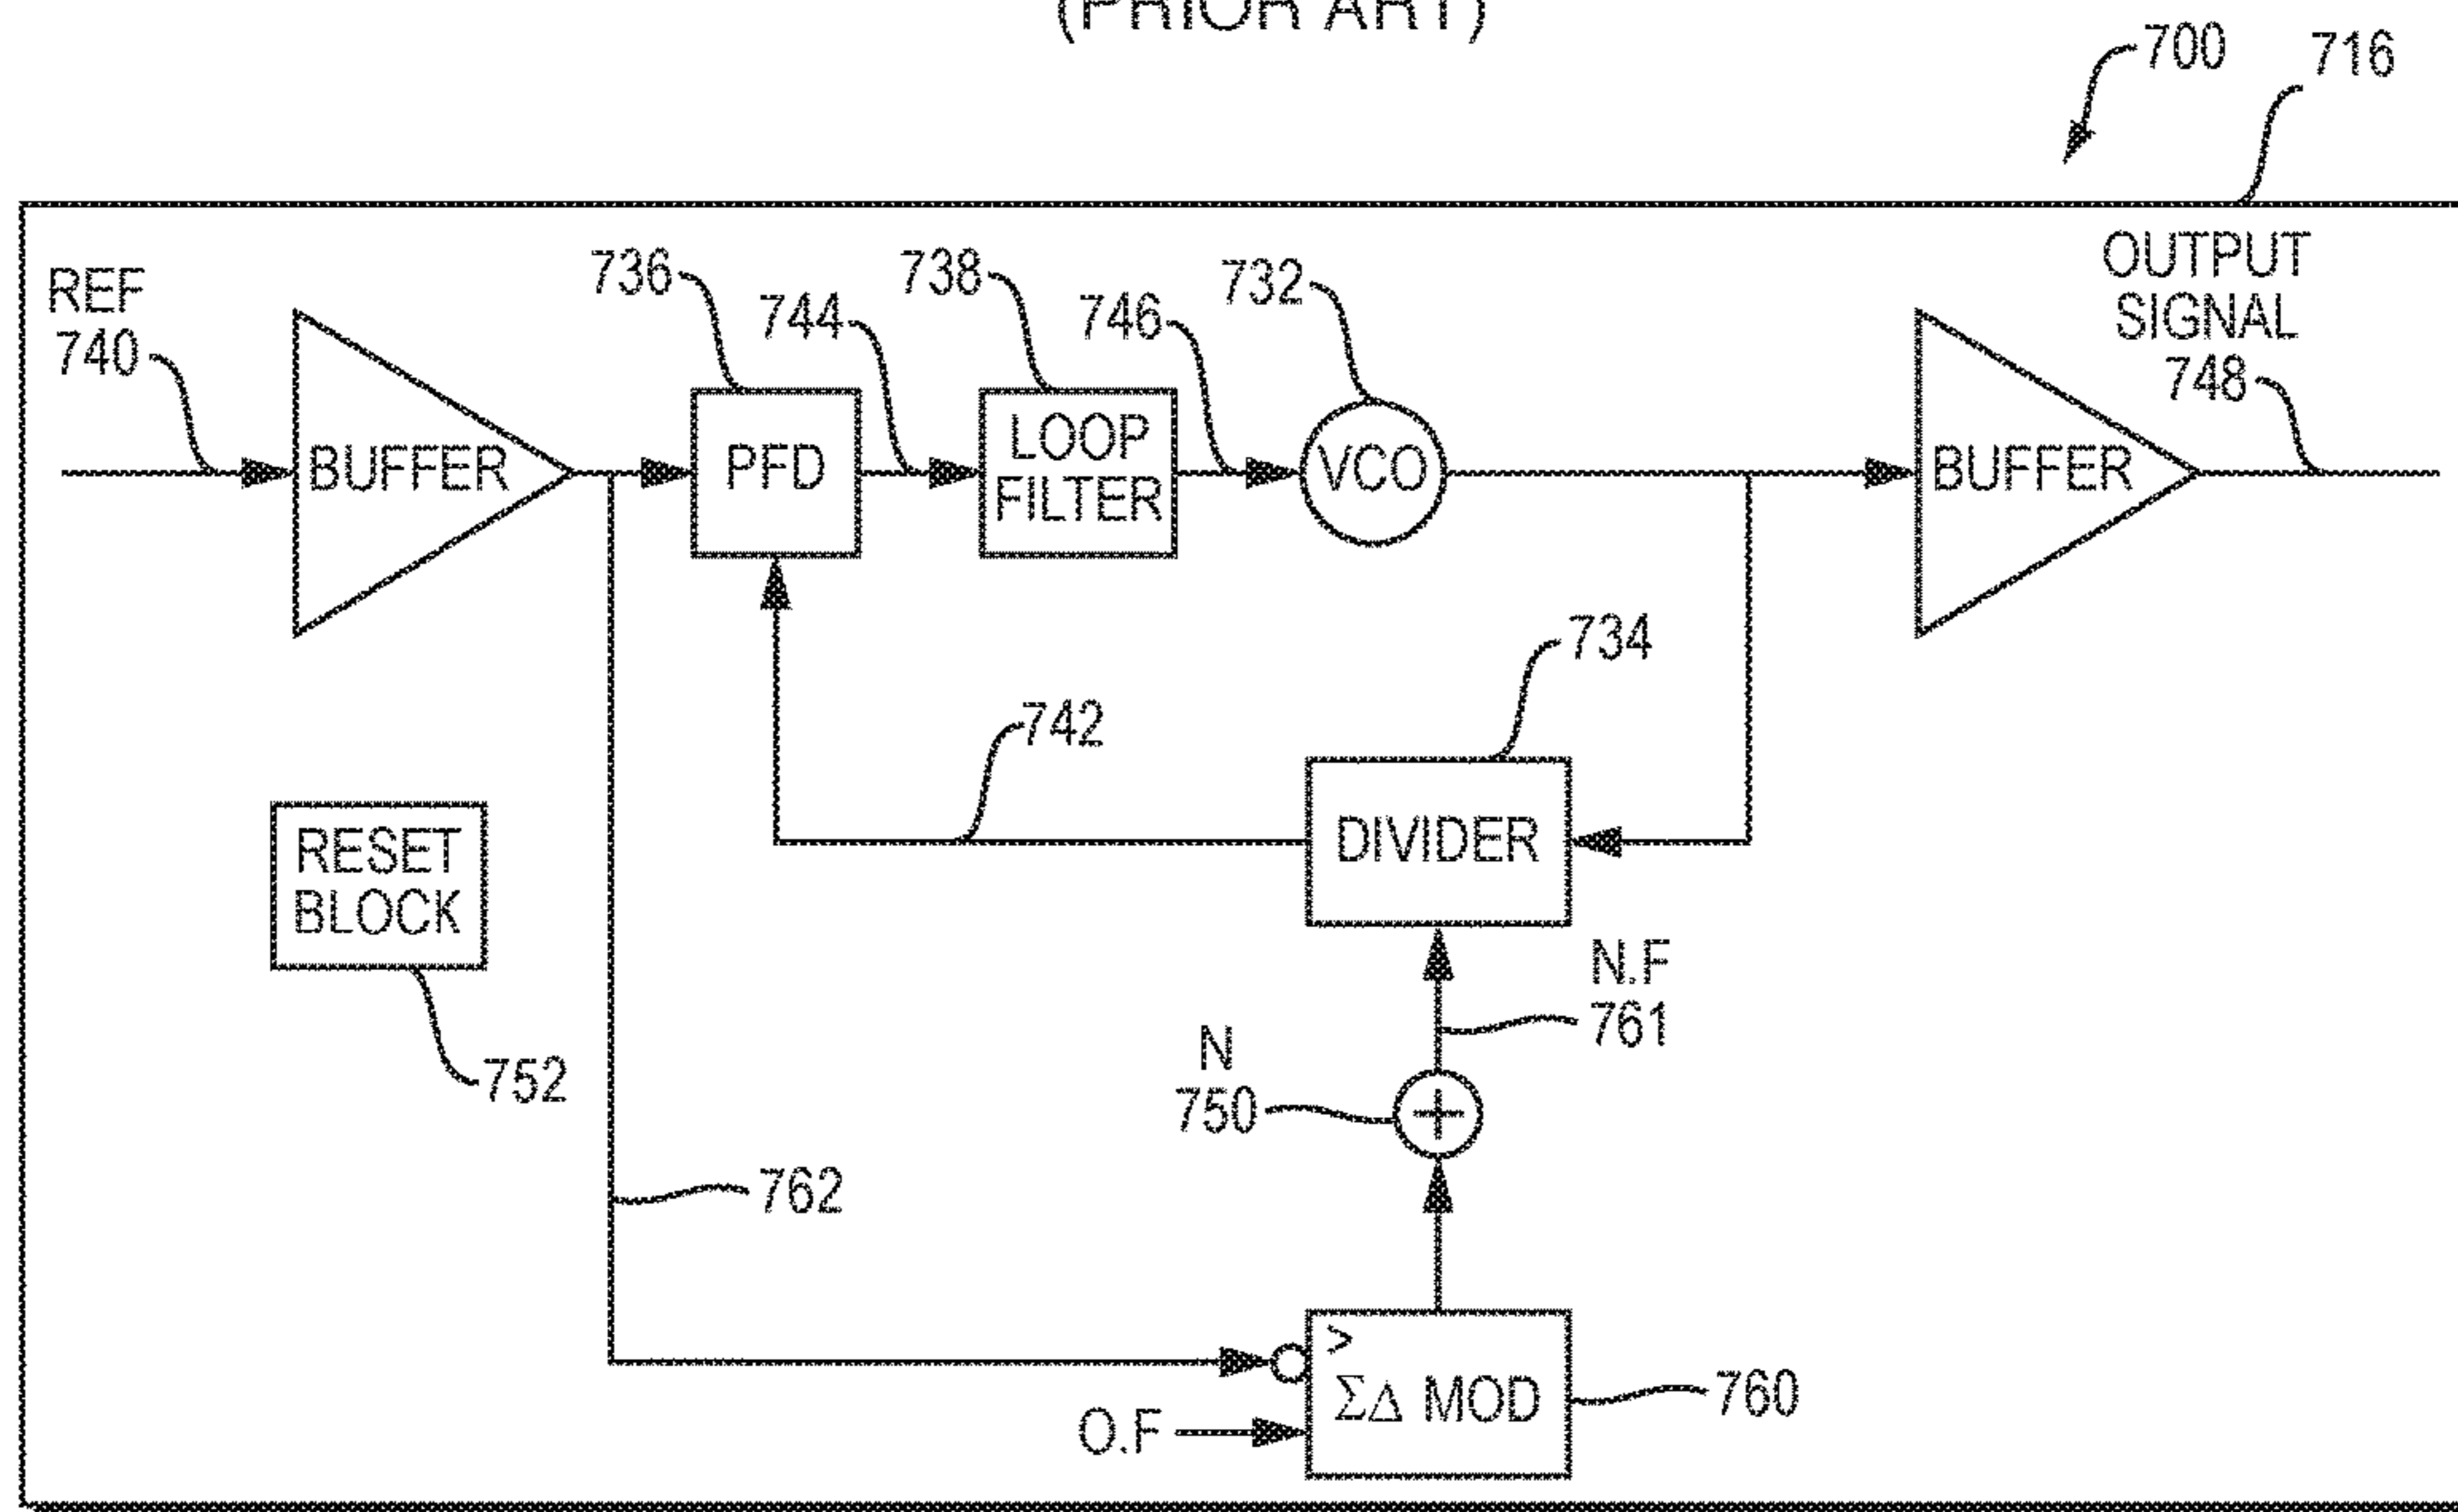 (PRIOR ART)
700
716
REF
740
736
744
738
746
732
OUTPUT
SIGNAL
748
BUFFER
PFD
LOOP
FILTER
VCO
BUFFER
734
742
DIVIDER
RESET
BLOCK
752
N.F
761
N
750
+
762
>
ΣΔ MOD
760
O.F